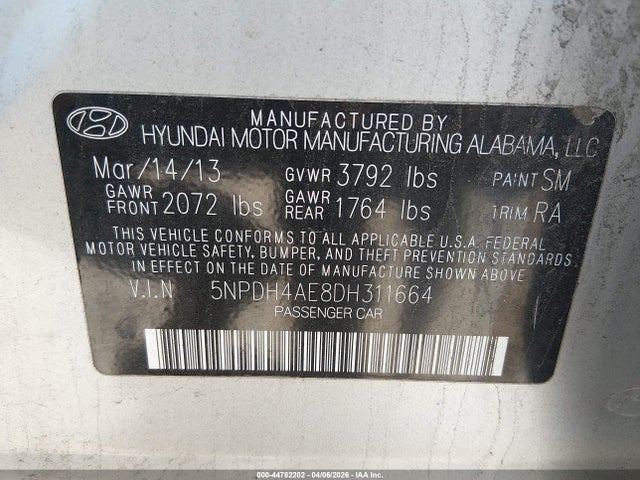 MANUFACTURED BY
HYUNDAI MOTOR MANUFACTURING ALABAMA, LLC
Mar/14/13 GVWR 3792 lbs PAINT SM
GAWR FRONT 2072 lbs GAWR REAR 1764 lbs TRIM RA
THIS VEHICLE CONFORMS TO ALL APPLICABLE U.S.A. FEDERAL
MOTOR VEHICLE SAFETY, BUMPER, AND THEFT PREVENTION STANDARDS
IN EFFECT ON THE DATE OF MANUFACTURE SHOWN ABOVE.
V.I.N 5NPDH4AE8DH311664
PASSENGER CAR
000-44782202 - 04/06/2026 - IAA Inc.